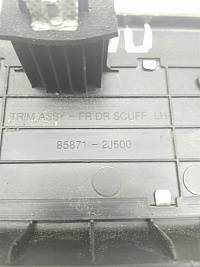 TRIM ASSY - FR DR SCUFF LH
85871 - 2J500